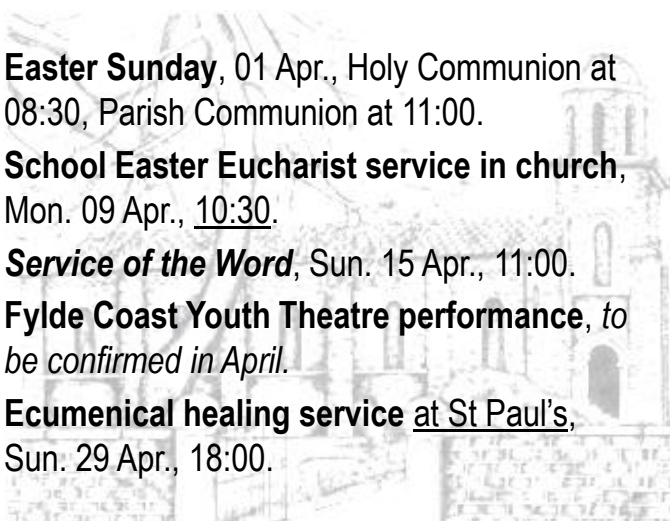 Easter Sunday, 01 Apr., Holy Communion at
08:30, Parish Communion at 11:00.
School Easter Eucharist service in church,
Mon. 09 Apr., 10:30.
Service of the Word, Sun. 15 Apr., 11:00.
Fylde Coast Youth Theatre performance, to
be confirmed in April.
Ecumenical healing service at St Paul’s,
Sun. 29 Apr., 18:00.